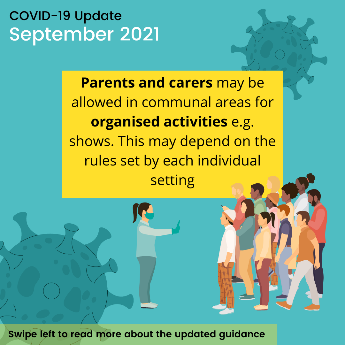 COVID-19 Update
September 2021
Parents and carers may be
allowed in communal areas for
organised activities e.g.
shows. This may depend on the
rules set by each individual
setting
Swipe left to read more about the updated guidance